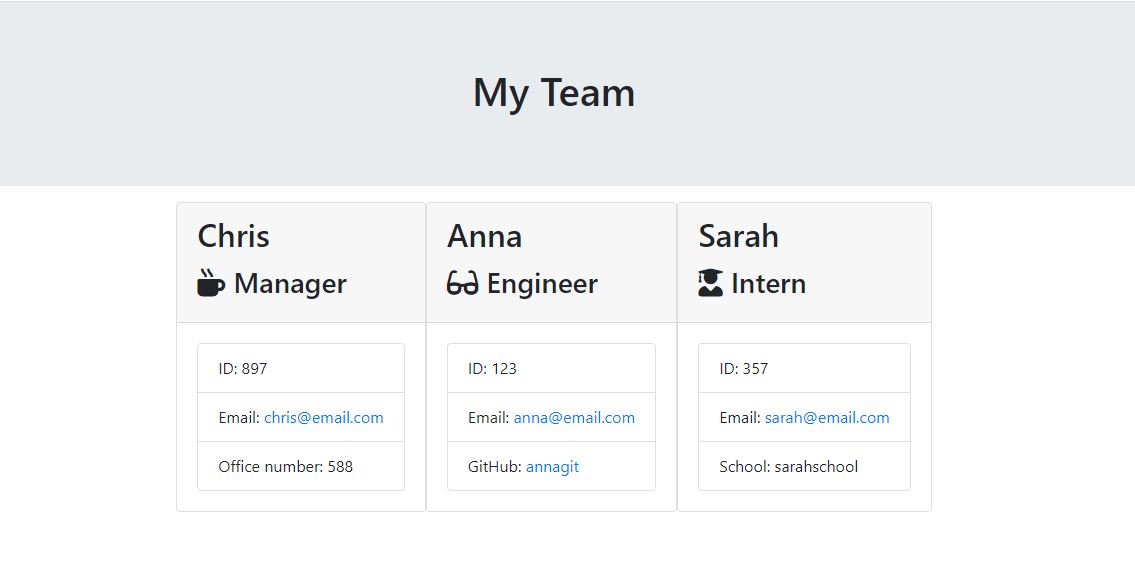 My Team
Chris
Manager
ID: 897
Email: chris@email.com
Office number: 588
Anna
Engineer
ID: 123
Email: anna@email.com
GitHub: annagit
Sarah
Intern
ID: 357
Email: sarah@email.com
School: sarahschool